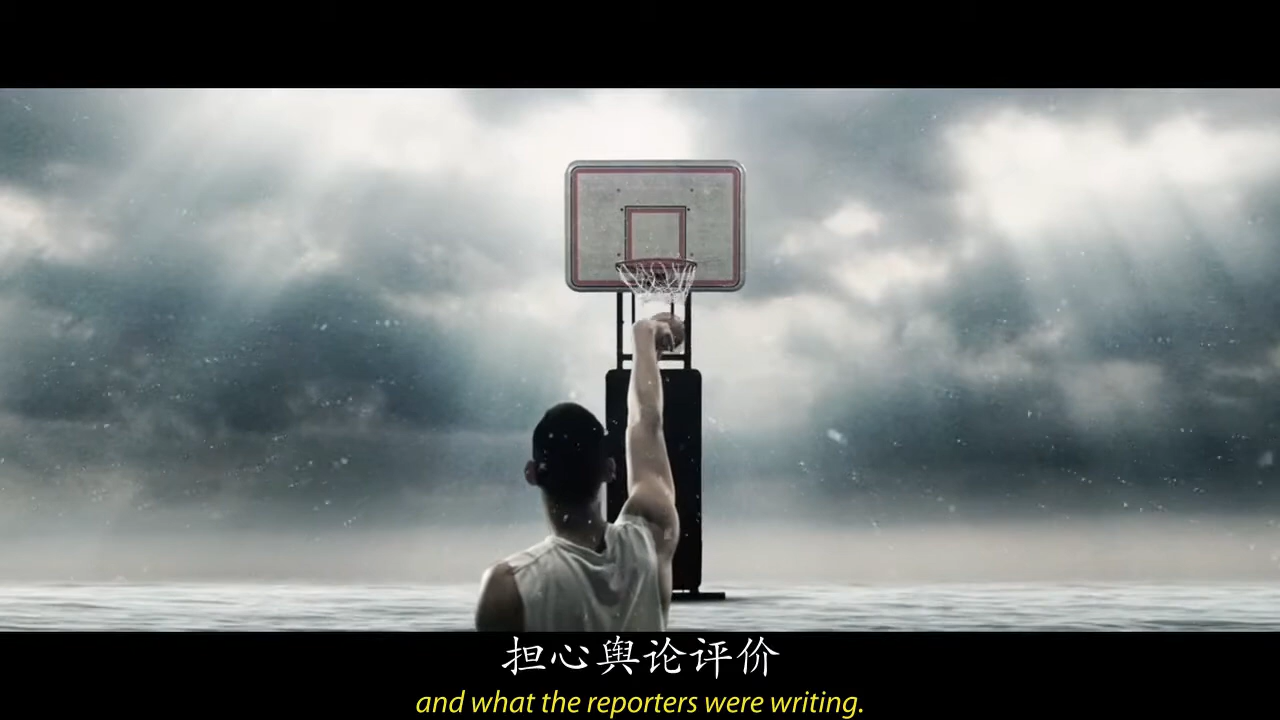 担心舆论评价
and what the reporters were writing.